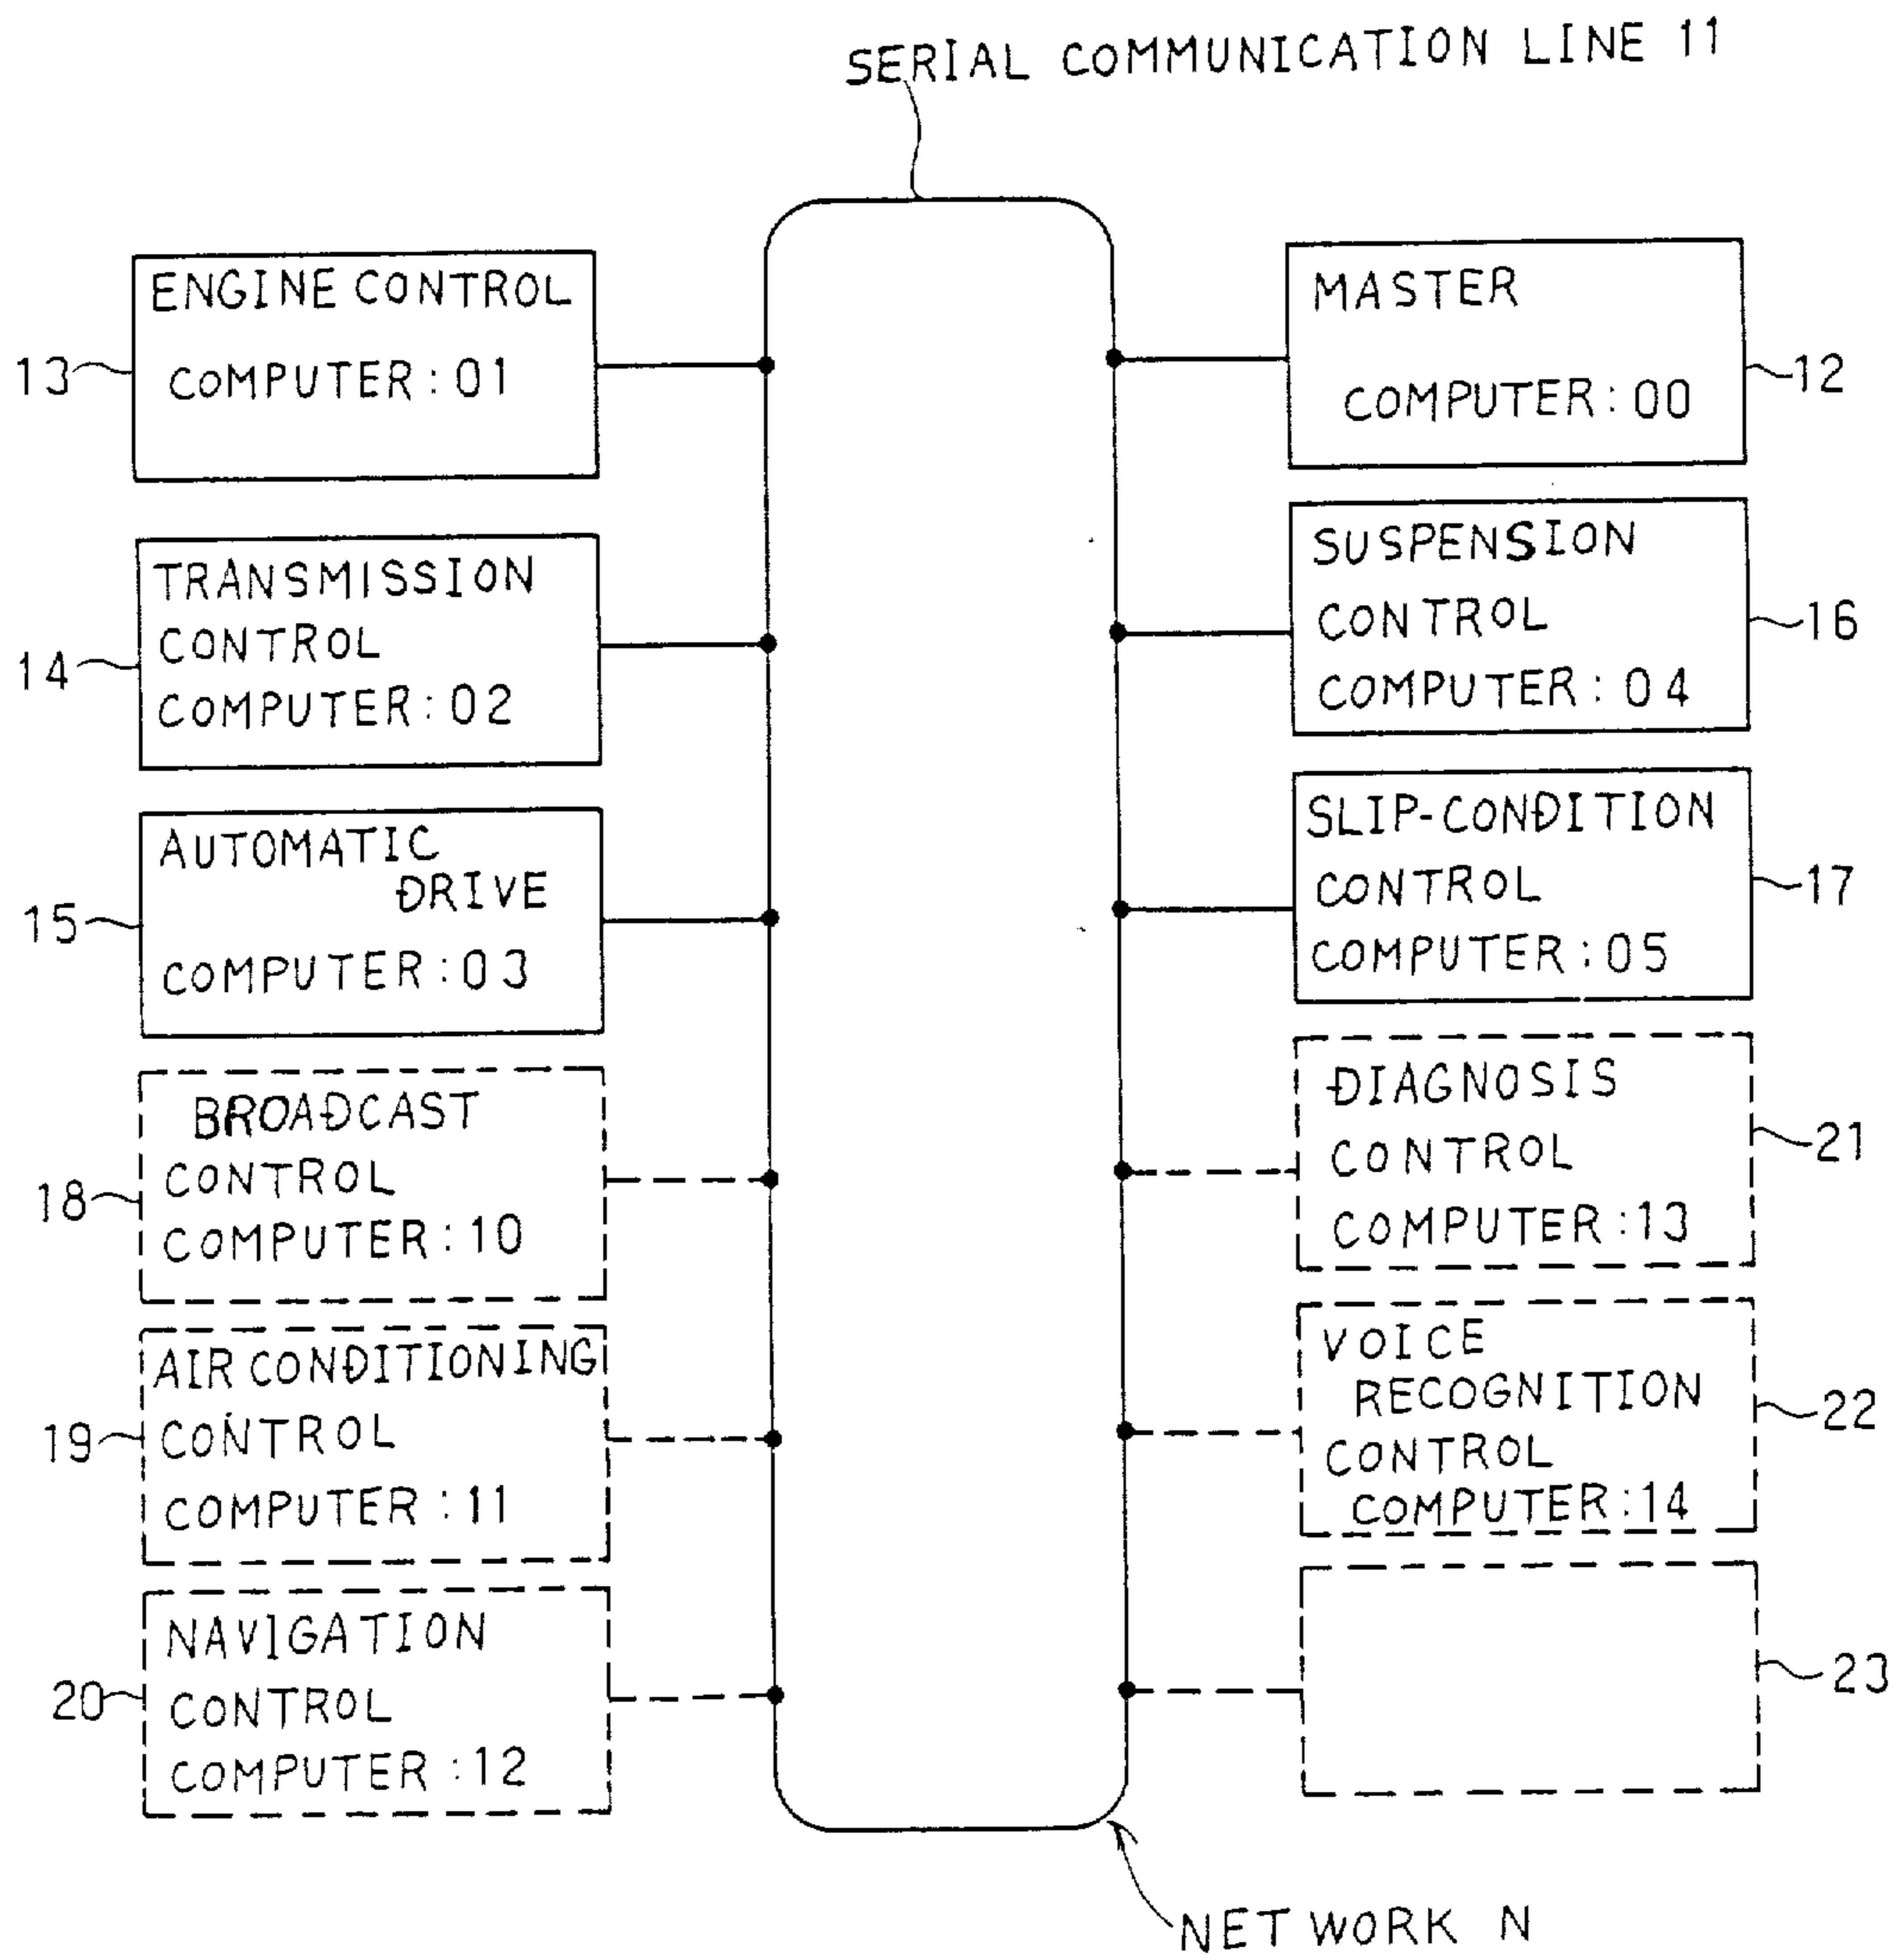 SERIAL COMMUNICATION LINE 11
ENGINE CONTROL
COMPUTER : 01
13
TRANSMISSION
CONTROL
COMPUTER : 02
14
AUTOMATIC
DRIVE
COMPUTER : 03
15
BROADCAST
CONTROL
COMPUTER : 10
18
AIR CONDITIONING
CONTROL
COMPUTER : 11
19
NAVIGATION
CONTROL
COMPUTER : 12
20
MASTER
COMPUTER : 00
12
SUSPENSION
CONTROL
COMPUTER : 04
16
SLIP-CONDITION
CONTROL
COMPUTER : 05
17
DIAGNOSIS
CONTROL
COMPUTER : 13
21
VOICE
RECOGNITION
CONTROL
COMPUTER : 14
22
23
NETWORK N